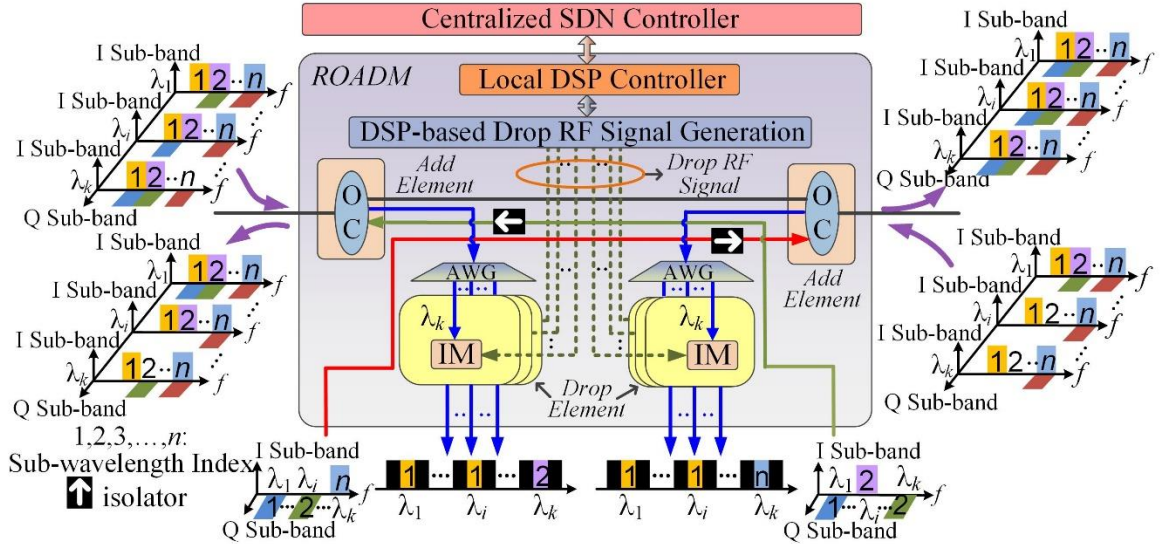 Centralized SDN Controller
ROADM
Local DSP Controller
DSP-based Drop RF Signal Generation
Drop RF
Signal
Add
Element
O
C
O
C
Add
Element
AWG
AWG
λk
λk
IM
IM
Drop
Element
I Sub-band
λ1
1 2 ·· n
f
I Sub-band
λi
1 2 ·· n
f
I Sub-band
λk
1 2 ·· n
f
Q Sub-band
I Sub-band
λ1
1 2 ·· n
f
I Sub-band
λi
1 2 ·· n
f
I Sub-band
λk
1 2 ·· n
f
Q Sub-band
I Sub-band
λ1
1 2 ·· n
f
I Sub-band
λi
1 2 ·· n
f
I Sub-band
λk
1 2 ·· n
f
Q Sub-band
I Sub-band
λ1
1 2 ·· n
f
I Sub-band
λi
1 2 ·· n
f
I Sub-band
λk
1 2 ·· n
f
Q Sub-band
1,2,3,…,n:
Sub-wavelength Index
isolator
I Sub-band
λ1 λi n
f
1 ··· 2 ··· λk
Q Sub-band
1 ··· 1 ··· 2
λ1 λi λk
1 ··· 1 ··· n
λ1 λi λk
f
I Sub-band
λ1 2 λk
f
1 ··· λi ··· 2
Q Sub-band